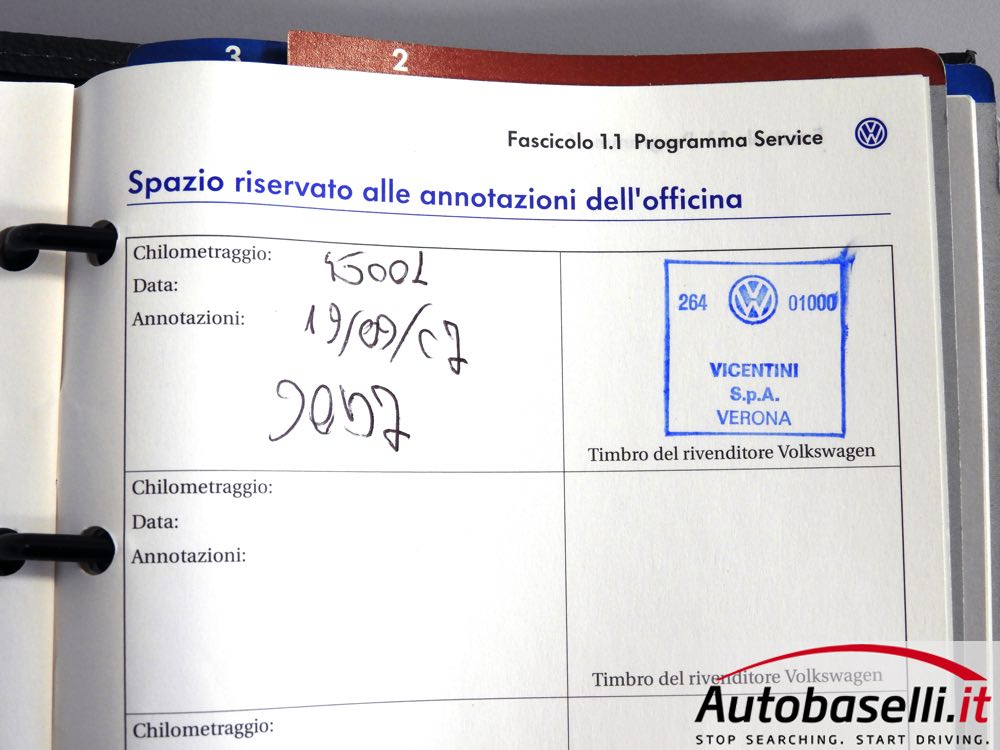 3
2
Fascicolo 1.1 Programma Service
Spazio riservato alle annotazioni dell'officina
Chilometraggio:
Data:
Annotazioni: 19/09/07
264 01000
VICENTINI
S.p.A.
VERONA
Timbro del rivenditore Volkswagen
Chilometraggio:
Data:
Annotazioni:
Timbro del rivenditore Volkswagen
Chilometraggio:
Autobaselli.it
STOP SEARCHING. START DRIVING.